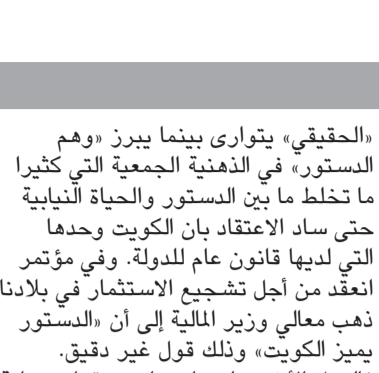 «الحقيقي» يتوارى بينما يبرز «وهم
الدستور» في الذهنية الجمعية التي كثيرا
ما تخلط ما بين الدستور والحياة النيابية
حتى ساد الاعتقاد بان الكويت وحدها
التي لديها قانون عام للدولة. وفي مؤتمر
انعقد من أجل تشجيع الاستثمار في بلادنا
ذهب معالي وزير المالية إلى أن «الدستور
يميز الكويت» وذلك قول غير دقيق.